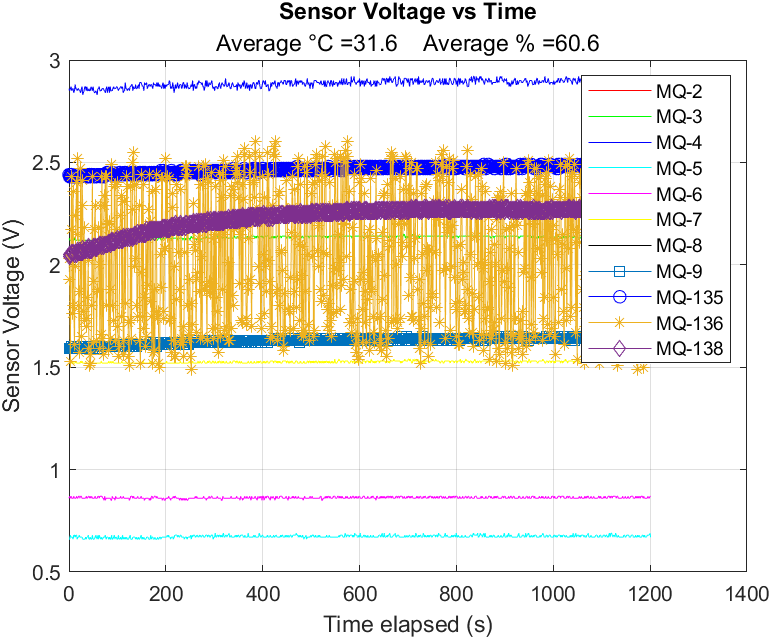 Sensor Voltage vs Time
Average °C =31.6 Average % =60.6
3
2.5
2
1.5
1
0.5
Sensor Voltage (V)
MQ-2
MQ-3
MQ-4
MQ-5
MQ-6
MQ-7
MQ-8
MQ-9
MQ-135
MQ-136
MQ-138
0 200 400 600 800 1000 1200 1400
Time elapsed (s)